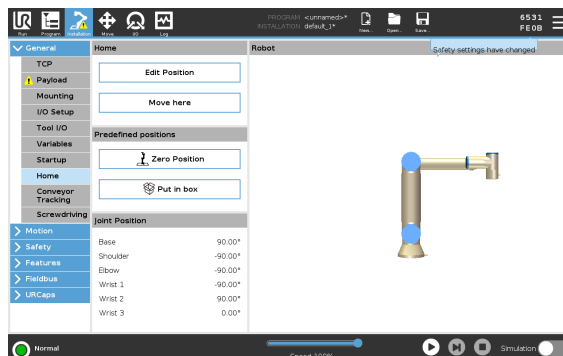 UR
Run
Program
Installation
Move
I/O
Log
PROGRAM <unnamed>*
INSTALLATION default_1*
New...
Open...
Save...
6531
FE0B
Safety settings have changed
General
TCP
Payload
Mounting
I/O Setup
Tool I/O
Variables
Startup
Home
Conveyor
Tracking
Screwdriving
Motion
Safety
Features
Fieldbus
URCaps
Home
Edit Position
Move here
Predefined positions
Zero Position
Put in box
Joint Position
Base 90.00°
Shoulder -90.00°
Elbow -90.00°
Wrist 1 -90.00°
Wrist 2 90.00°
Wrist 3 0.00°
Robot
Normal
Speed 100%
Simulation